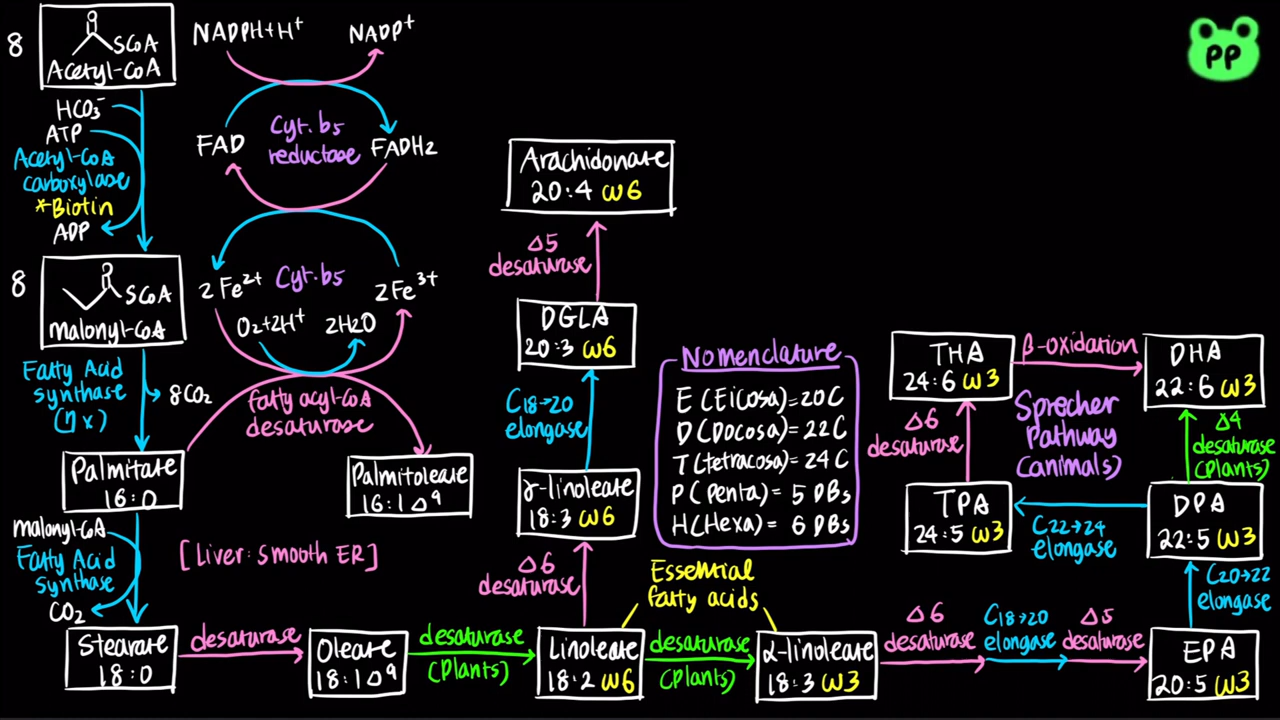 8
SCoA
Acetyl-CoA
HCO3-
ATP
Acetyl-CoA
carboxylase
*Biotin
ADP
8
SCoA
malonyl-CoA
Fatty Acid
synthase
(7x)
8CO2
Palmitate
16:0
malonyl-CoA
Fatty Acid
synthase
CO2
Stearate
18:0
NADPH+H+
NADP+
FAD
Cyt. b5
reductase
FADH2
2Fe2+
Cyt. b5
2Fe3+
O2+2H+
2H2O
Fatty acyl-CoA
desaturase
Palmitoleate
16:1Δ9
[Liver: Smooth ER]
desaturase
Oleate
18:1Δ9
desaturase
(Plants)
Linoleate
18:2 ω6
Δ6
desaturase
γ-linoleate
18:3 ω6
C18→20
elongase
DGLA
20:3 ω6
Δ5
desaturase
Arachidonate
20:4 ω6
Nomenclature
E (Eicosa)=20C
D (Docosa)=22C
T (tetracosa)=24C
P (penta)= 5 DBs
H (Hexa)= 6 DBs
Essential
fatty acids
desaturase
(Plants)
α-linoleate
18:3 ω3
Δ6
desaturase
C18→20
elongase
Δ5
desaturase
EPA
20:5 ω3
C20→22
elongase
DPA
22:5 ω3
C22→24
elongase
TPA
24:5 ω3
Δ6
desaturase
THA
24:6 ω3
β-oxidation
DHA
22:6 ω3
Sprecher
Pathway
(animals)
Δ4
desaturase
(Plants)
PP